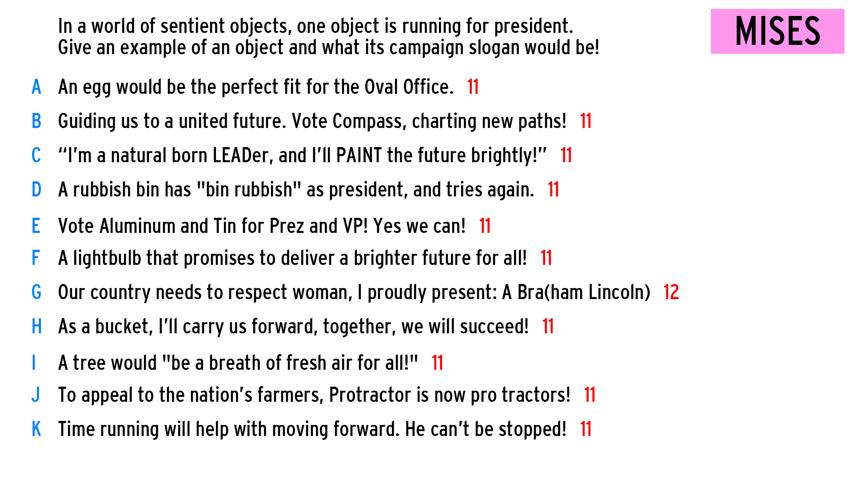 In a world of sentient objects, one object is running for president.
Give an example of an object and what its campaign slogan would be!
MISES
A An egg would be the perfect fit for the Oval Office. 11
B Guiding us to a united future. Vote Compass, charting new paths! 11
C “I’m a natural born LEADer, and I’ll PAINT the future brightly!” 11
D A rubbish bin has "bin rubbish" as president, and tries again. 11
E Vote Aluminum and Tin for Prez and VP! Yes we can! 11
F A lightbulb that promises to deliver a brighter future for all! 11
G Our country needs to respect woman, I proudly present: A Bra(ham Lincoln) 12
H As a bucket, I’ll carry us forward, together, we will succeed! 11
I A tree would "be a breath of fresh air for all!" 11
J To appeal to the nation’s farmers, Protractor is now pro tractors! 11
K Time running will help with moving forward. He can’t be stopped! 11